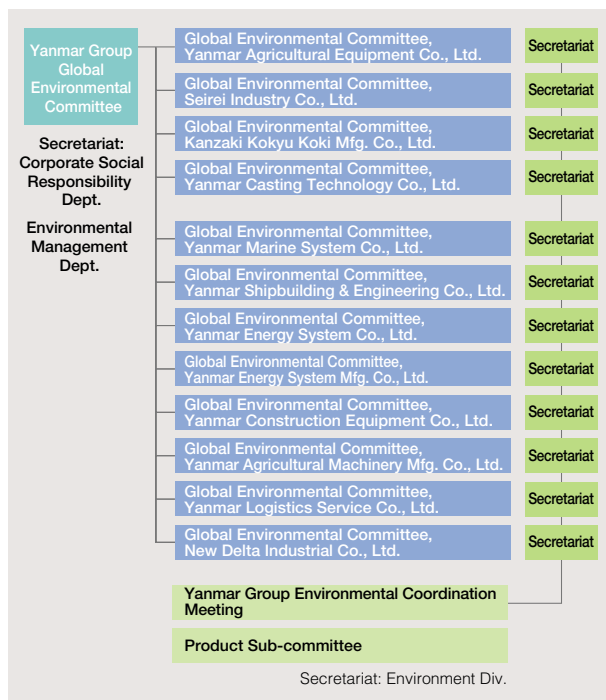 Yanmar Group
Global
Environmental
Committee
Secretariat:
Corporate Social
Responsibility
Dept.
Environmental
Management
Dept.
Global Environmental Committee,
Yanmar Agricultural Equipment Co., Ltd.
Secretariat
Global Environmental Committee,
Seirei Industry Co., Ltd.
Secretariat
Global Environmental Committee,
Kanzaki Kokyu Koki Mfg. Co., Ltd.
Secretariat
Global Environmental Committee,
Yanmar Casting Technology Co., Ltd.
Secretariat
Global Environmental Committee,
Yanmar Marine System Co., Ltd.
Secretariat
Global Environmental Committee,
Yanmar Shipbuilding & Engineering Co., Ltd.
Secretariat
Global Environmental Committee,
Yanmar Energy System Co., Ltd.
Secretariat
Global Environmental Committee,
Yanmar Energy System Mfg. Co., Ltd.
Secretariat
Global Environmental Committee,
Yanmar Construction Equipment Co., Ltd.
Secretariat
Global Environmental Committee,
Yanmar Agricultural Machinery Mfg. Co., Ltd.
Secretariat
Global Environmental Committee,
Yanmar Logistics Service Co., Ltd.
Secretariat
Global Environmental Committee,
New Delta Industrial Co., Ltd.
Secretariat
Yanmar Group Environmental Coordination
Meeting
Product Sub-committee
Secretariat: Environment Div.